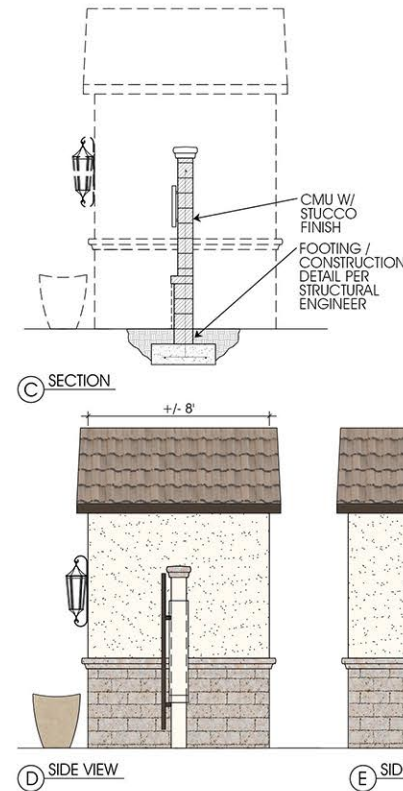 CMU W/
STUCCO
FINISH
FOOTING /
CONSTRUCTION
DETAIL PER
STRUCTURAL
ENGINEER
C SECTION
+/- 8'
D SIDE VIEW
E SID